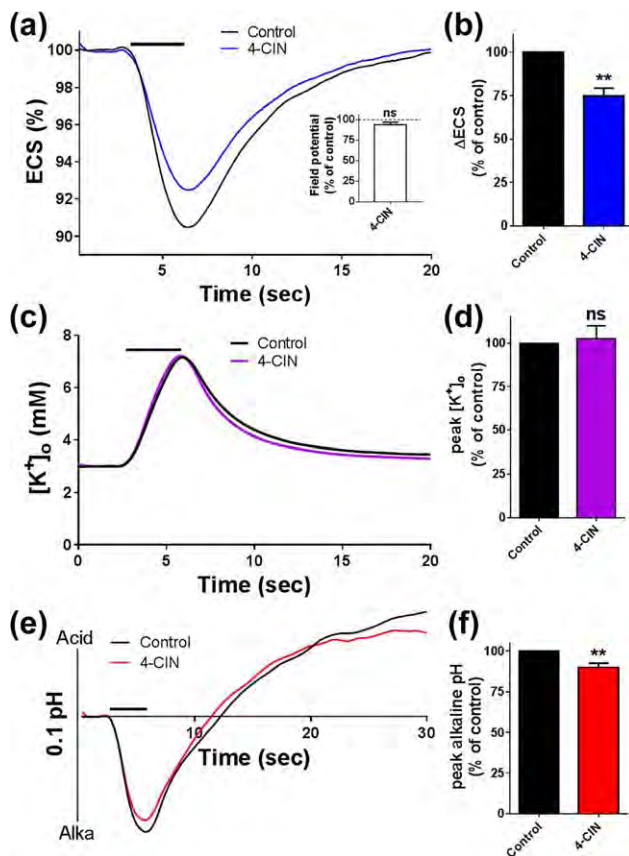 (a)
Control
4-CIN
100
98
96
94
92
90
ECS (%)
5
10
15
20
Time (sec)
ns
100
75
50
25
0
Field potential
(% of control)
4-CIN
(b)
**
100
75
50
25
0
ΔECS
(% of control)
Control
4-CIN
(c)
Control
4-CIN
8
6
4
2
0
[K⁺]ₒ (mM)
0
5
10
15
20
Time (sec)
(d)
ns
100
75
50
25
0
peak [K⁺]ₒ
(% of control)
Control
4-CIN
(e)
Acid
Control
4-CIN
0.1 pH
Alka
10
20
30
Time (sec)
(f)
**
100
75
50
25
0
peak alkaline pH
(% of control)
Control
4-CIN